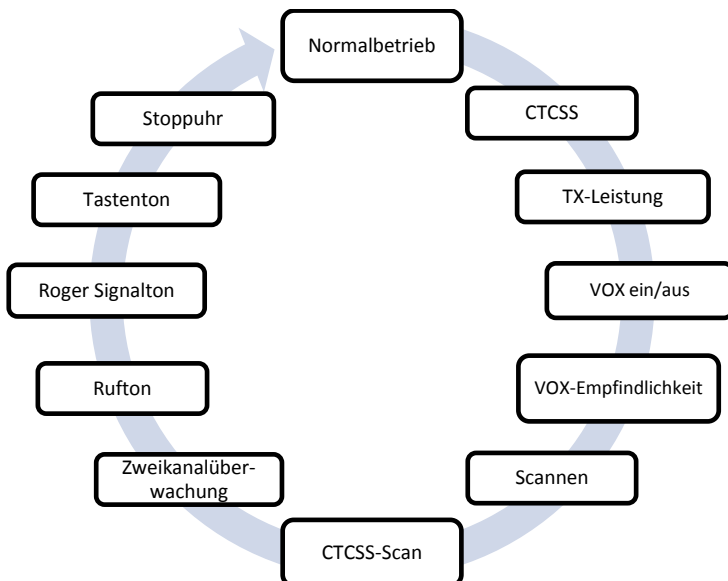 Normalbetrieb
CTCSS
TX-Leistung
VOX ein/aus
VOX-Empfindlichkeit
Scannen
CTCSS-Scan
Zweikanalüber-
wachung
Rufton
Roger Signalton
Tastenton
Stoppuhr